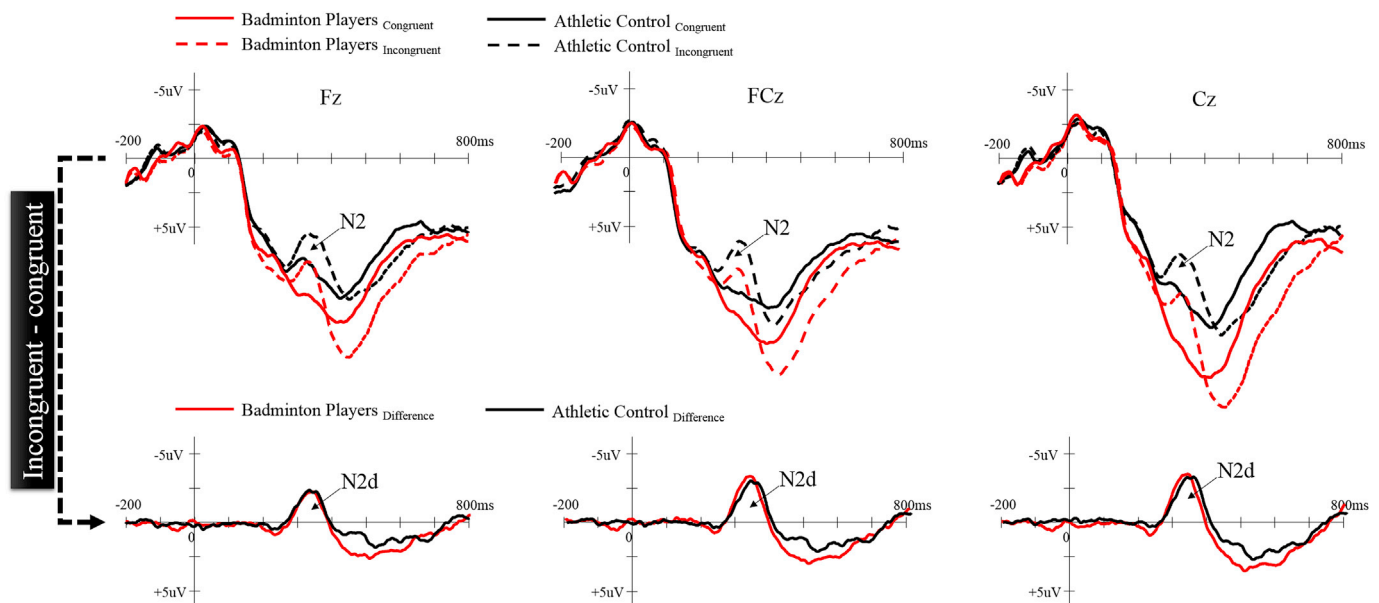 Badminton Players Congruent
Athletic Control Congruent
Badminton Players Incongruent
Athletic Control Incongruent
Fz
FCz
Cz
-5uV
-5uV
-5uV
-200
800ms
-200
800ms
-200
800ms
0
0
0
N2
N2
N2
+5uV
+5uV
+5uV
Incongruent - congruent
Badminton Players Difference
Athletic Control Difference
-5uV
-5uV
-5uV
N2d
N2d
N2d
-200
800ms
-200
800ms
-200
800ms
0
0
0
+5uV
+5uV
+5uV